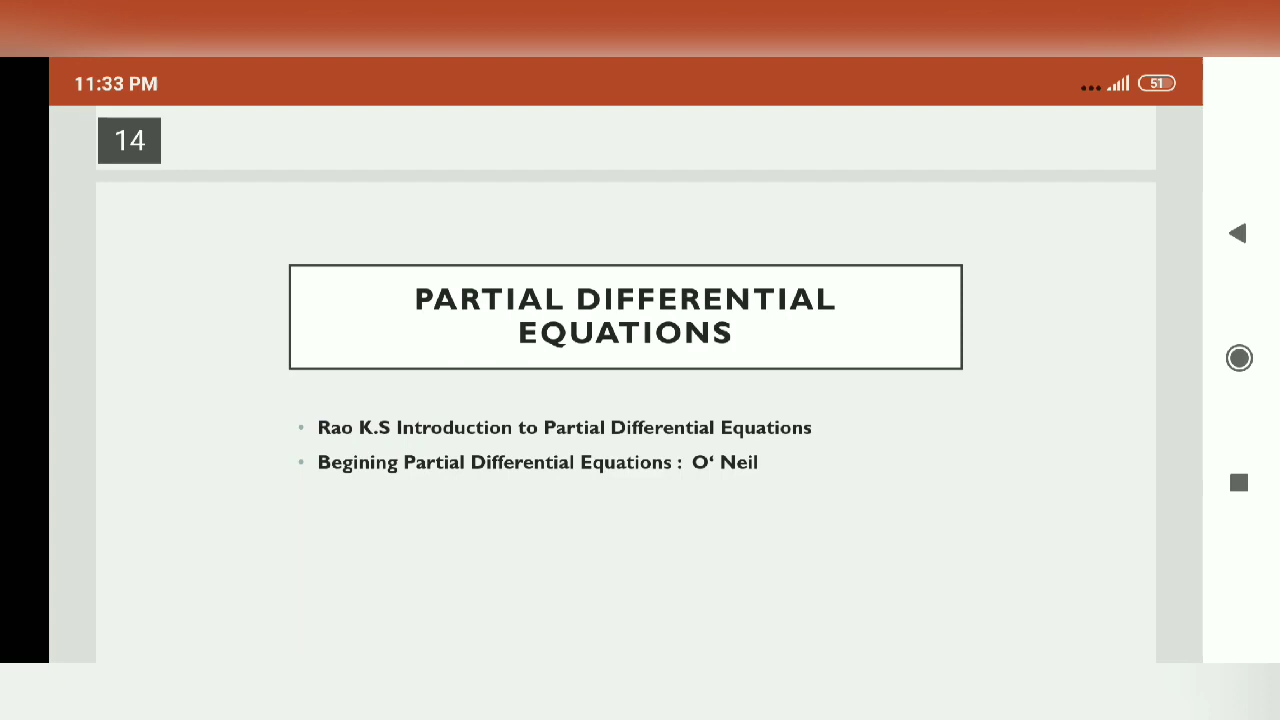 11:33 PM
51
14
PARTIAL DIFFERENTIAL
EQUATIONS
• Rao K.S Introduction to Partial Differential Equations
• Begining Partial Differential Equations : O‘ Neil